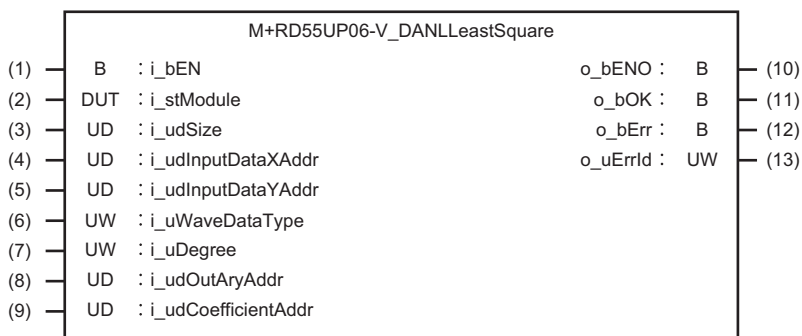 M+RD55UP06-V_DANLLeastSquare
(1) B : i_bEN o_bENO : B (10)
(2) DUT : i_stModule o_bOK : B (11)
(3) UD : i_udSize o_bErr : B (12)
(4) UD : i_udInputDataXAddr o_uErrId : UW (13)
(5) UD : i_udInputDataYAddr
(6) UW : i_uWaveDataType
(7) UW : i_uDegree
(8) UD : i_udOutAryAddr
(9) UD : i_udCoefficientAddr